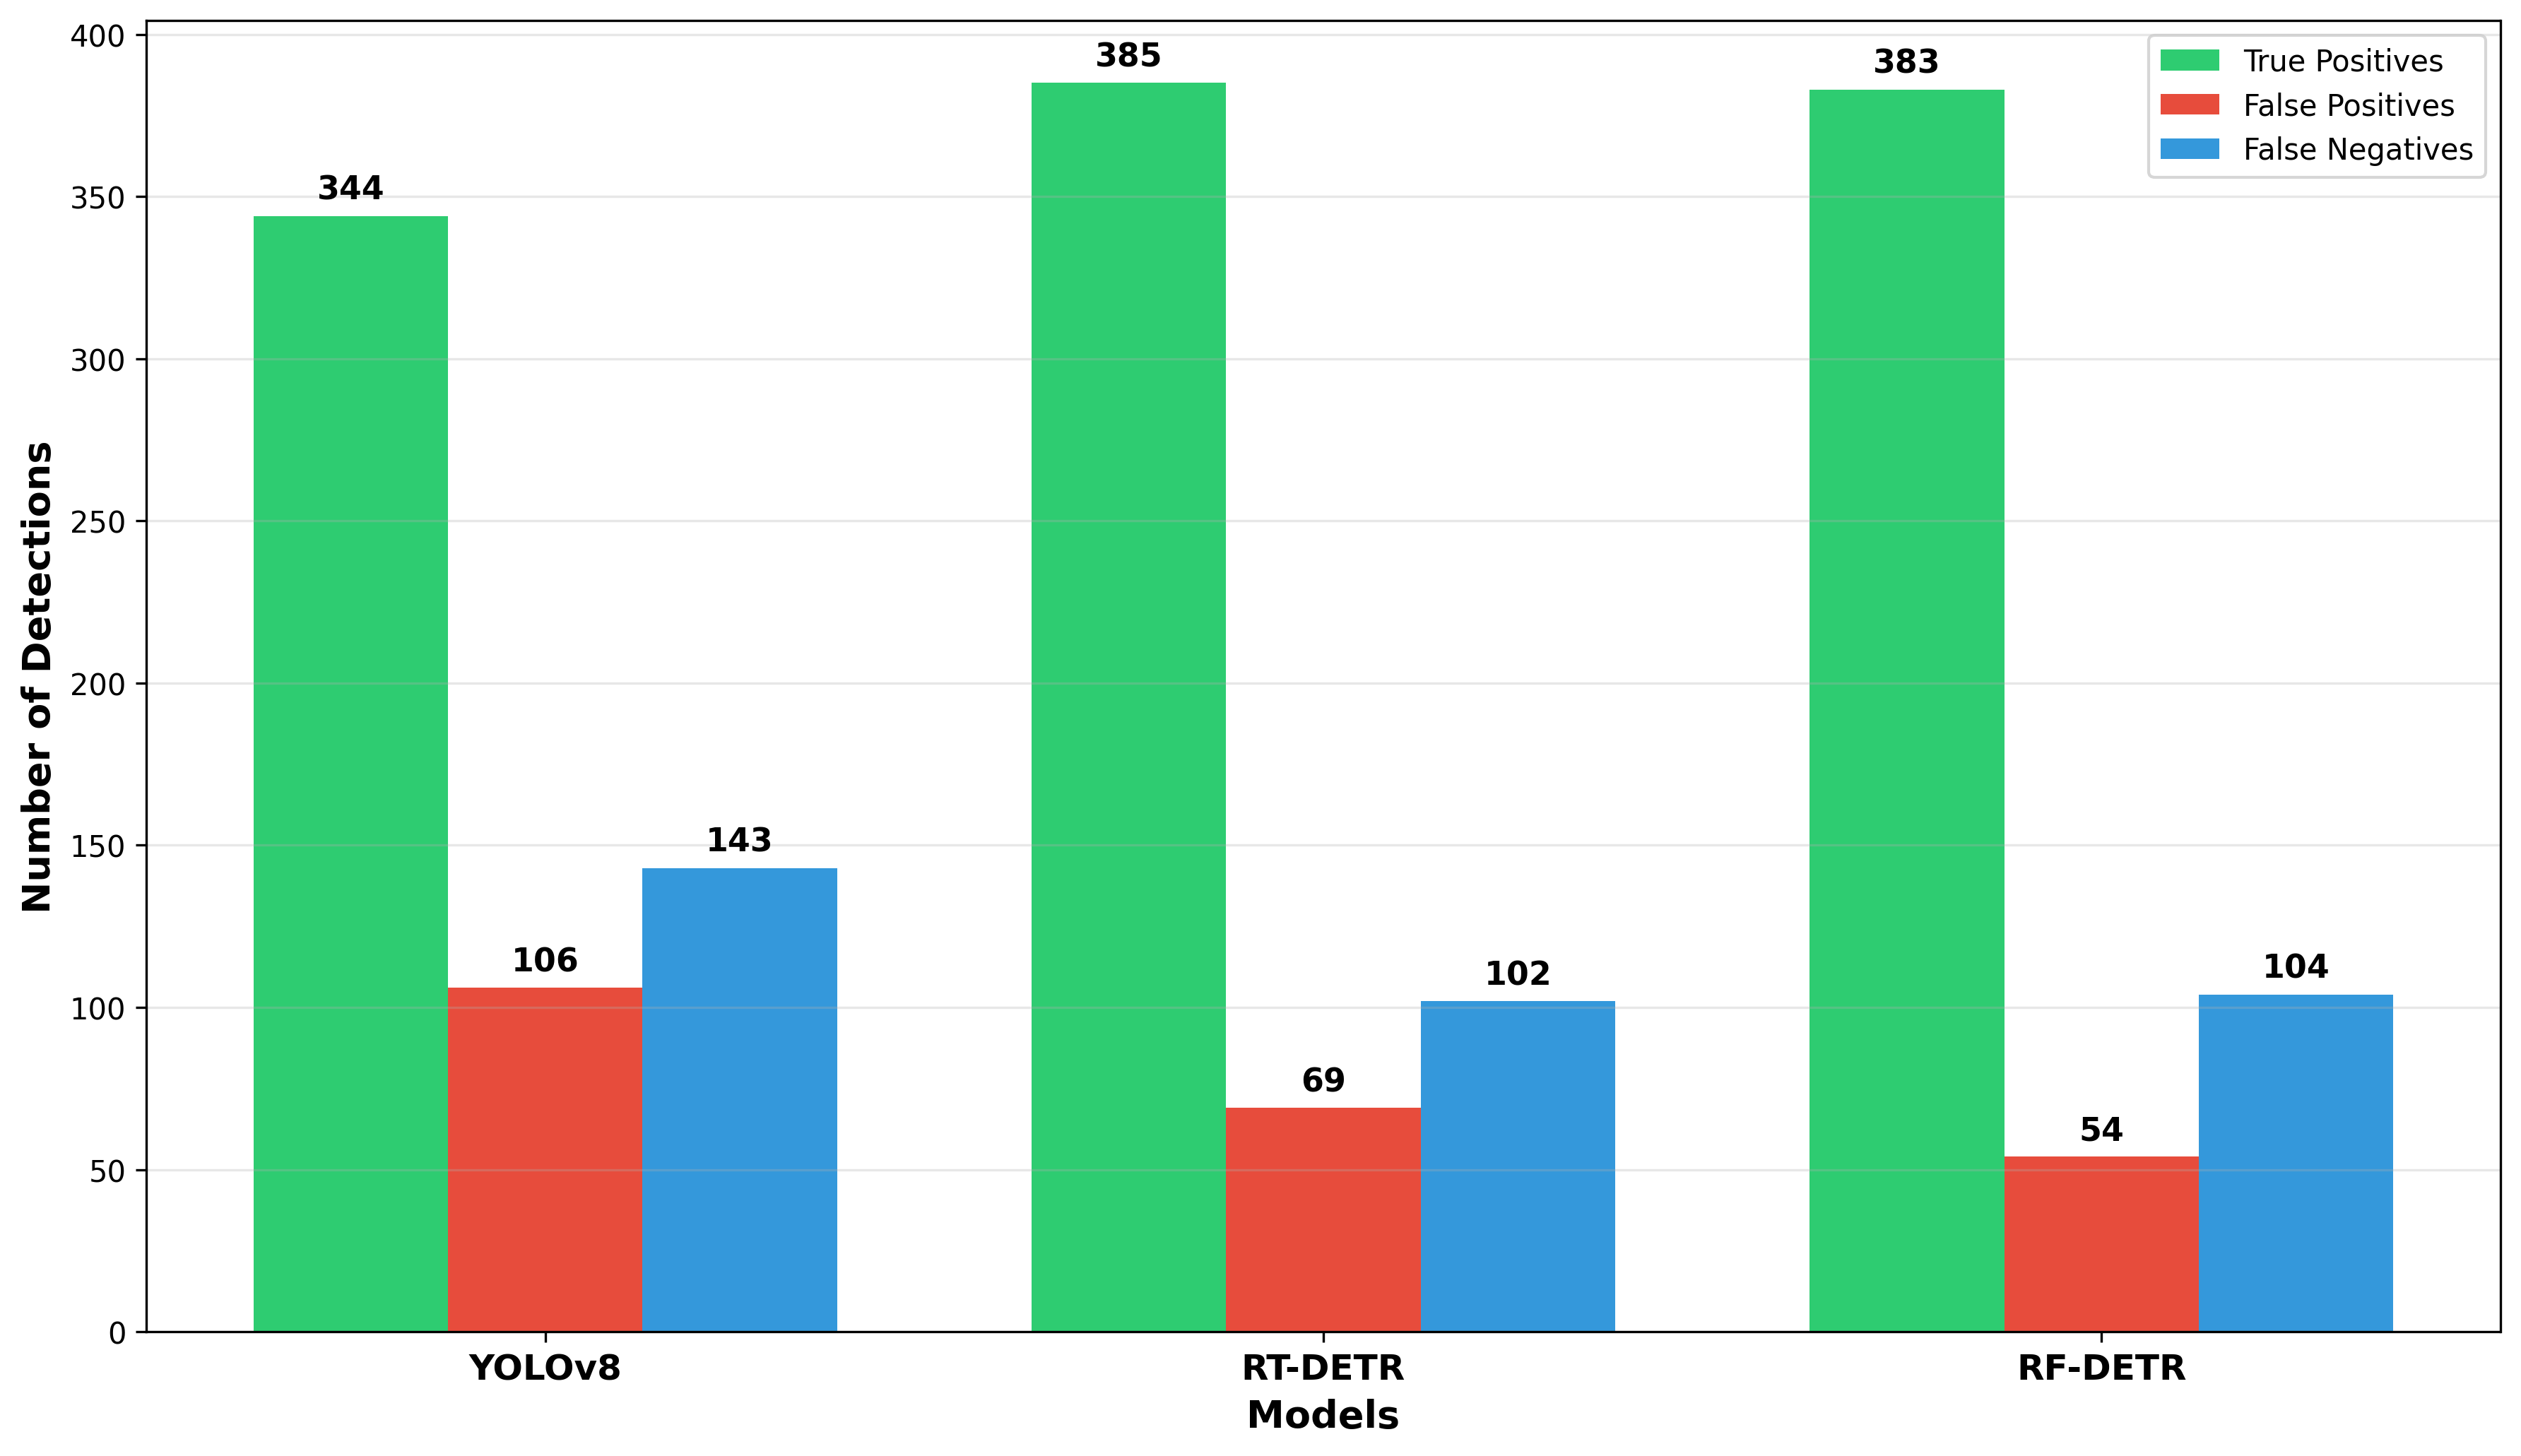 400
350
300
250
200
150
100
50
0
Number of Detections
344
106
143
385
69
102
383
54
104
True Positives
False Positives
False Negatives
YOLOv8
RT-DETR
RF-DETR
Models